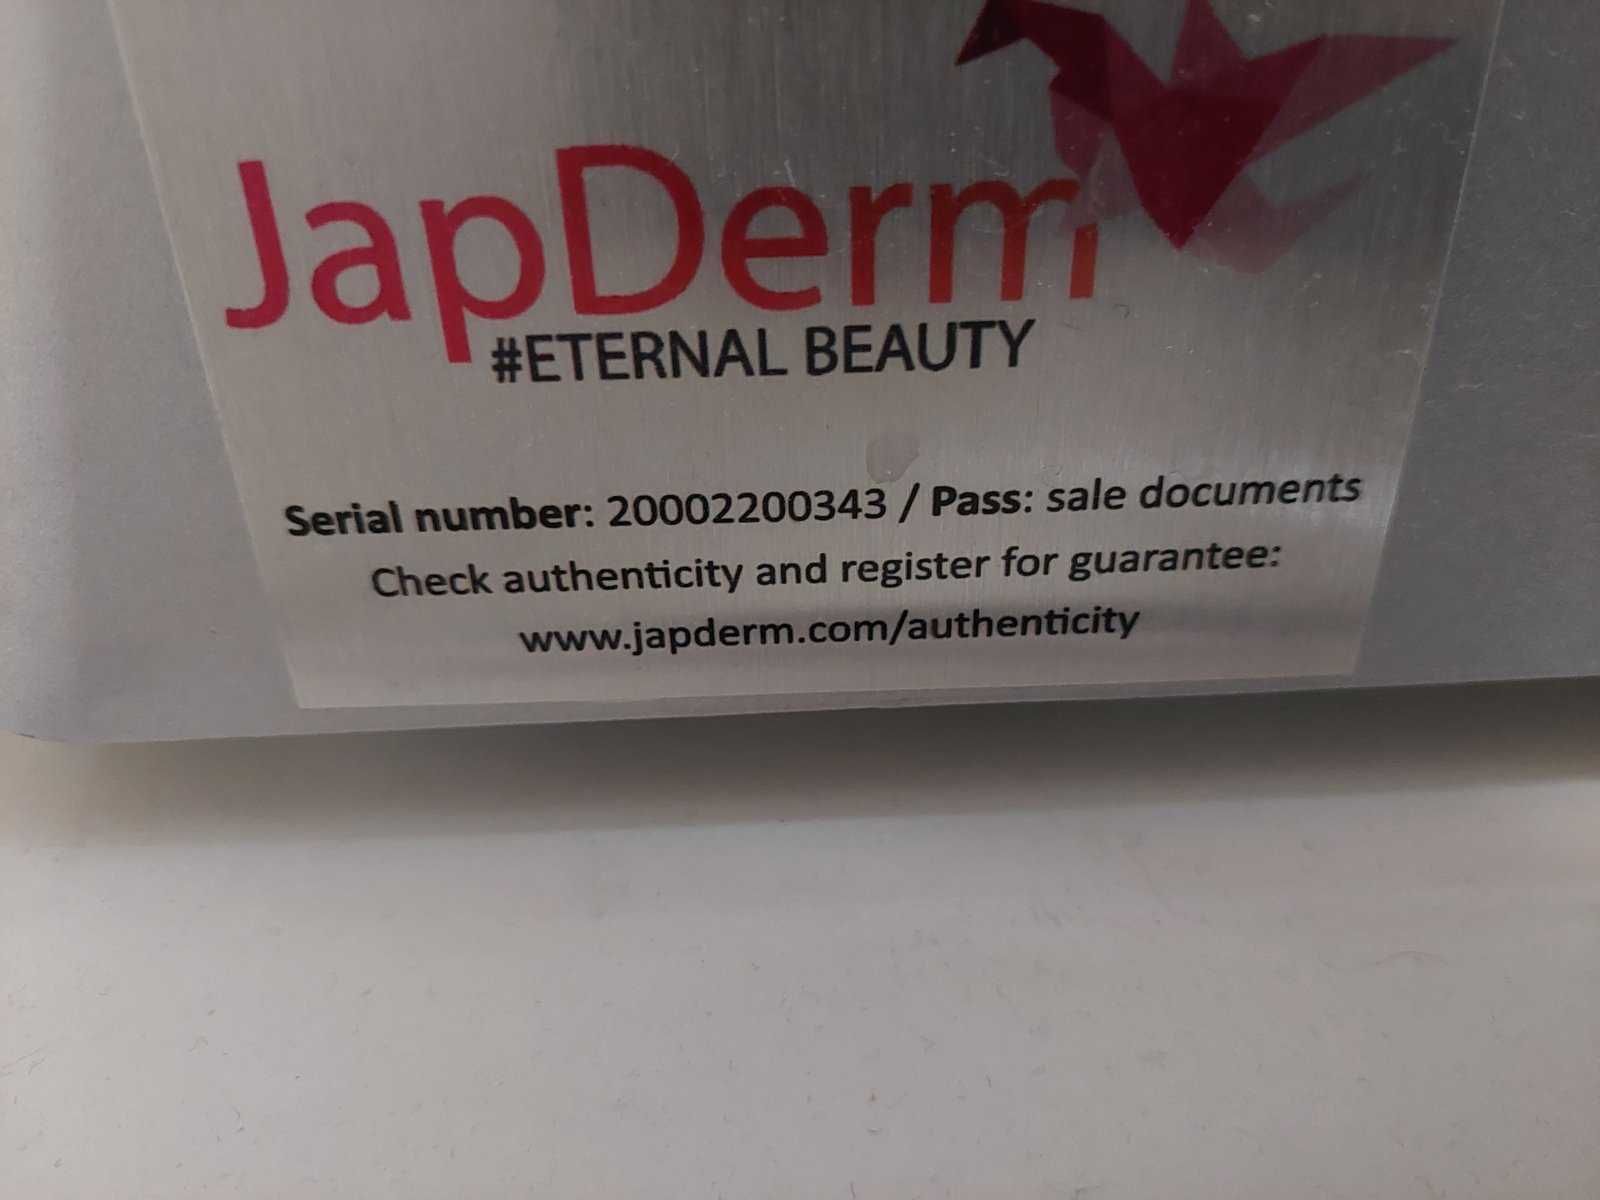 JapDerm
#ETERNAL BEAUTY
Serial number: 20002200343 / Pass: sale documents
Check authenticity and register for guarantee:
www.japderm.com/authenticity